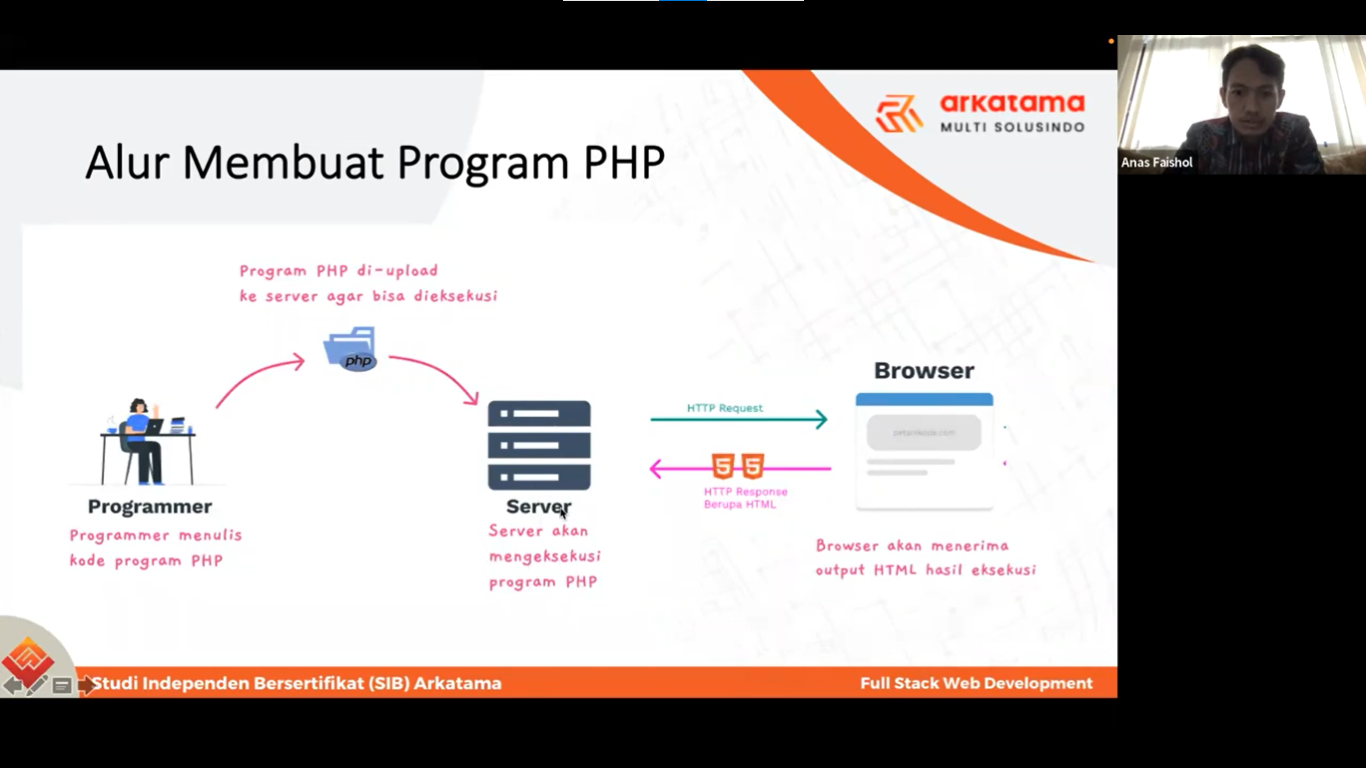 arkatama
MULTI SOLUSINDO
Anas Faishol
Alur Membuat Program PHP
Program PHP di-upload
ke server agar bisa dieksekusi
php
Browser
HTTP Request
petanikode.com
5 5
HTTP Response
Berupa HTML
Programmer
Programmer menulis
kode program PHP
Server
Server akan
mengeksekusi
program PHP
Browser akan menerima
output HTML hasil eksekusi
Studi Independen Bersertifikat (SIB) Arkatama
Full Stack Web Development